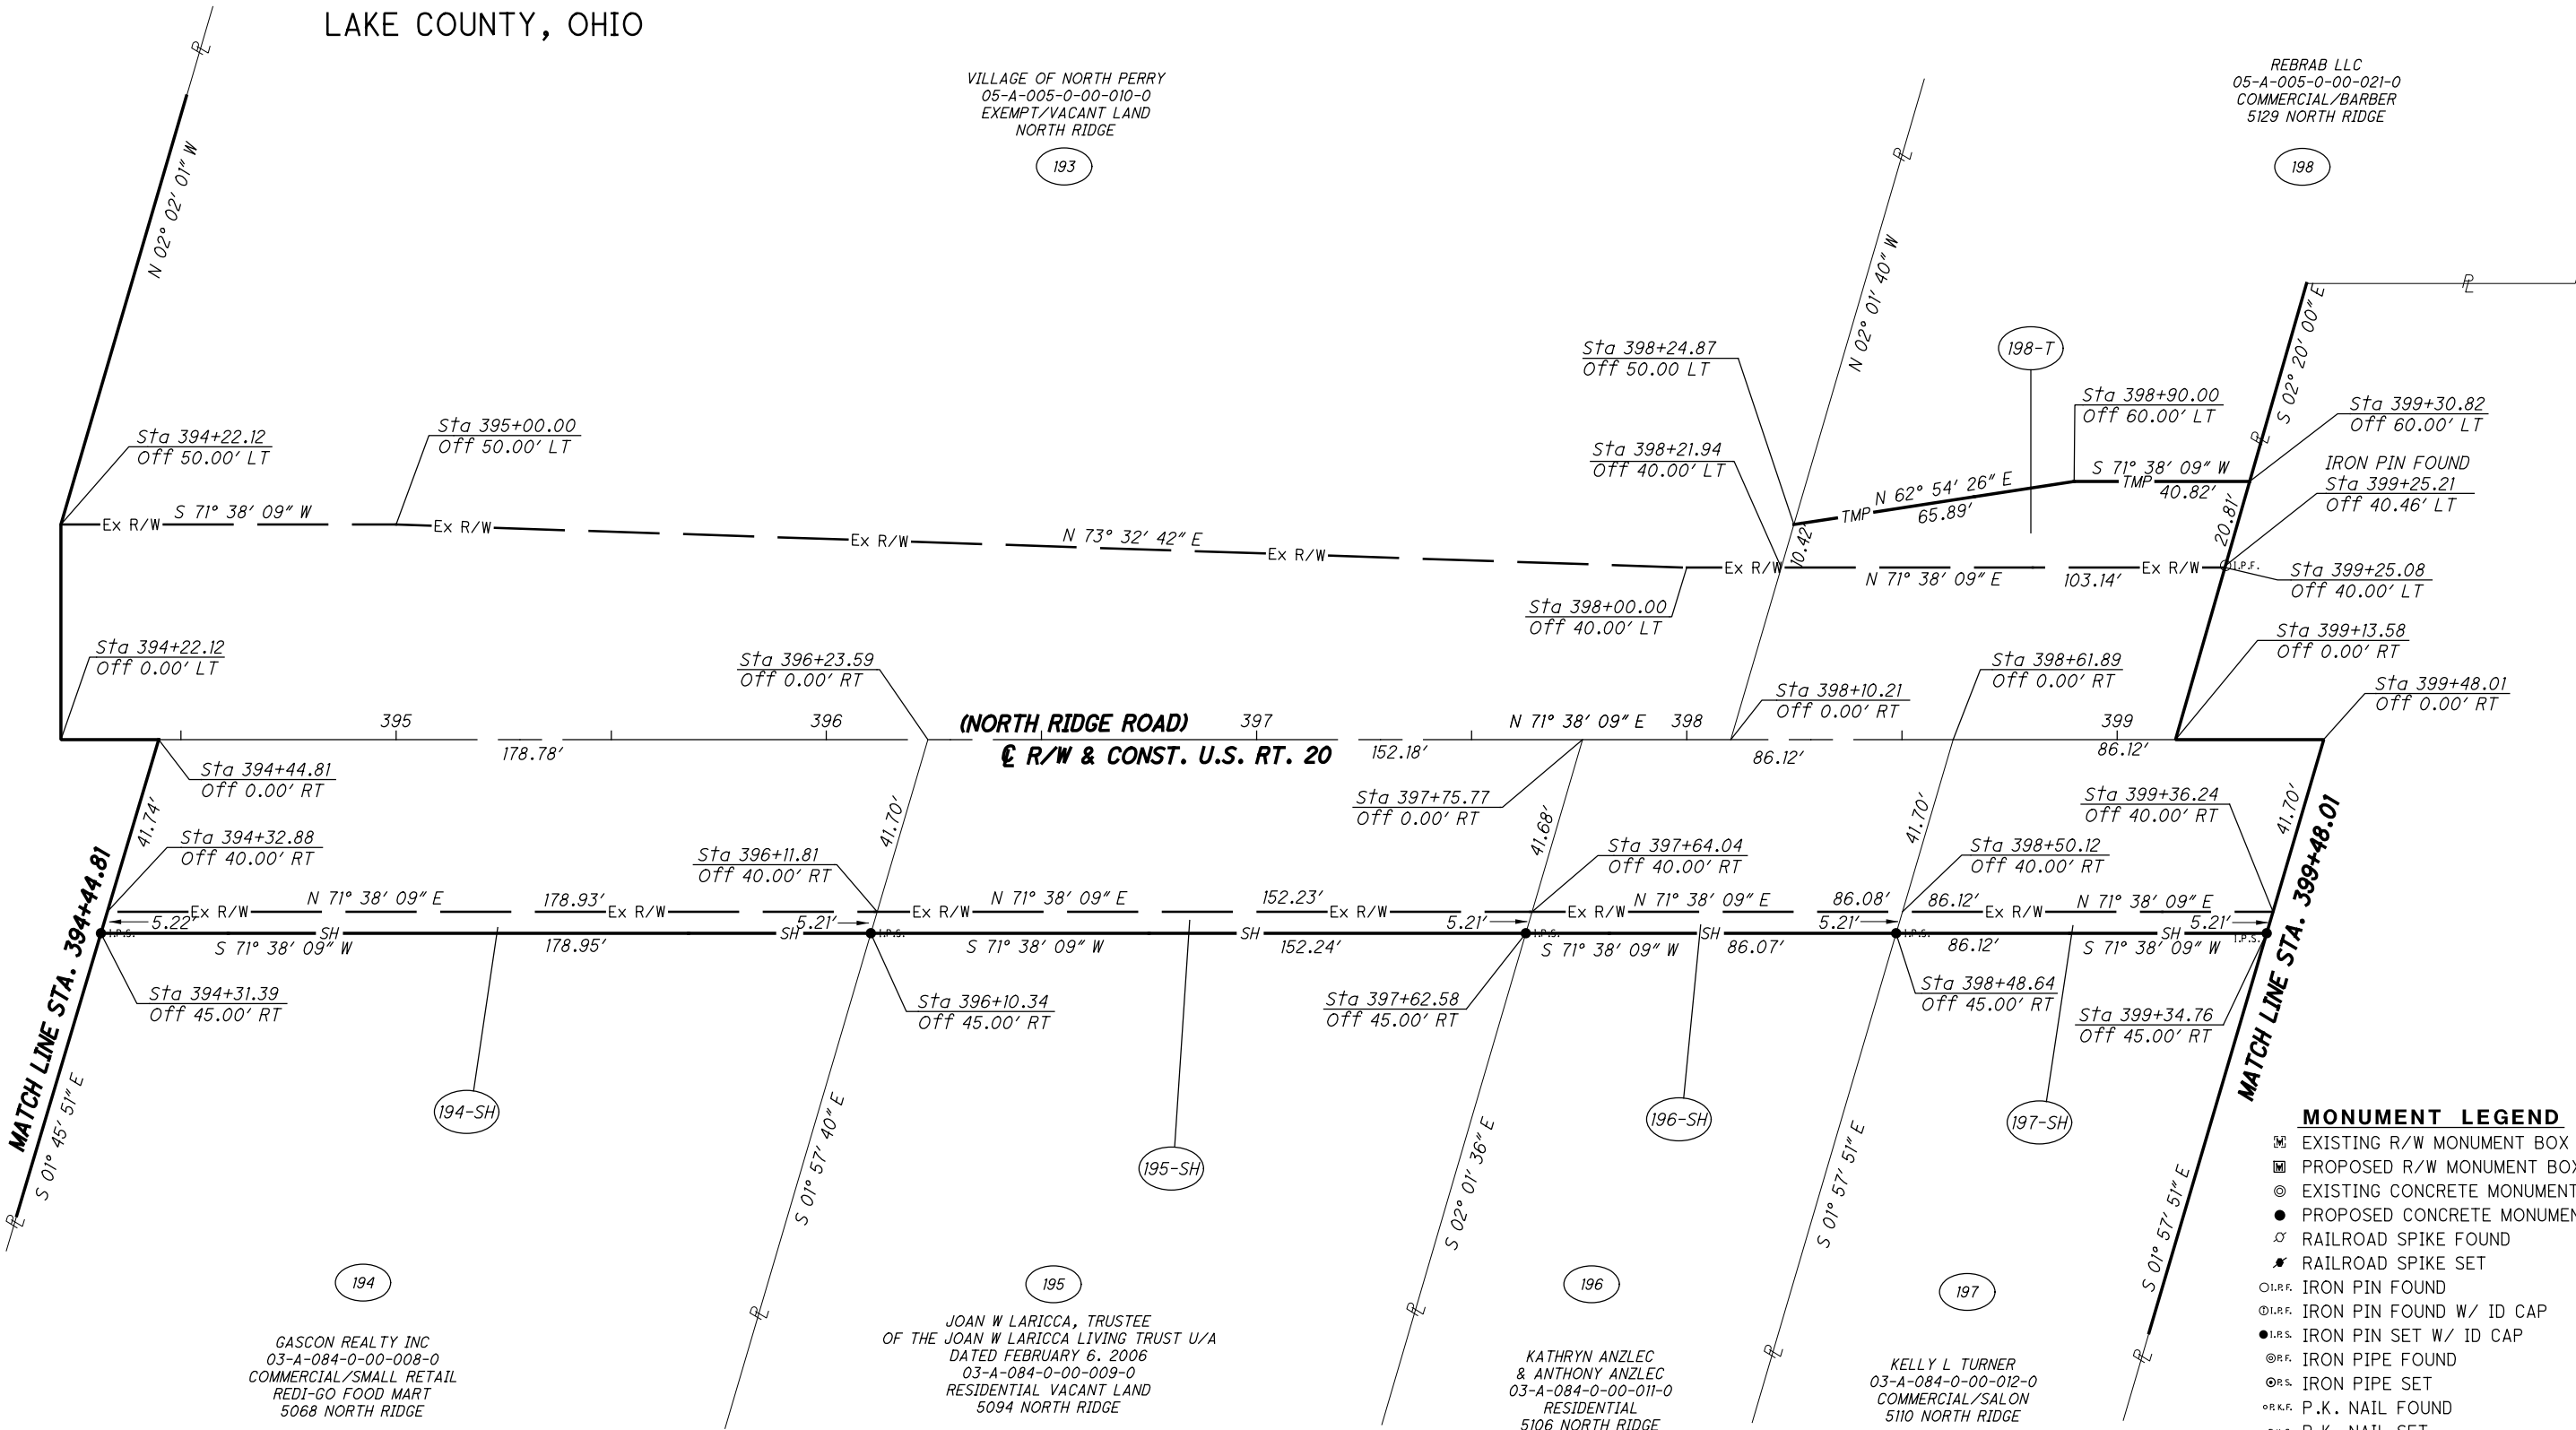 LAKE COUNTY, OHIO
VILLAGE OF NORTH PERRY
05-A-005-0-00-010-0
EXEMPT/VACANT LAND
NORTH RIDGE
193
REBRAB LLC
05-A-005-0-00-021-0
COMMERCIAL/BARBER
5129 NORTH RIDGE
198
PL
N 02° 02' 01" W
PL
N 02° 01' 40" W
PL
S 02° 20' 00" E
PL
198-T
Sta 398+24.87
Off 50.00 LT
Sta 398+90.00
Off 60.00' LT
Sta 399+30.82
Off 60.00' LT
Sta 394+22.12
Off 50.00' LT
Sta 395+00.00
Off 50.00' LT
Sta 398+21.94
Off 40.00' LT
IRON PIN FOUND
Sta 399+25.21
Off 40.46' LT
S 71° 38' 09" W
TMP
40.82'
N 62° 54' 26" E
TMP
65.89'
20.81'
10.42'
Ex R/W
S 71° 38' 09" W
Ex R/W
Ex R/W
N 73° 32' 42" E
Ex R/W
Ex R/W
N 71° 38' 09" E
103.14'
Ex R/W
I.P.F.
Sta 399+25.08
Off 40.00' LT
Sta 398+00.00
Off 40.00' LT
Sta 394+22.12
Off 0.00' LT
Sta 396+23.59
Off 0.00' RT
Sta 398+10.21
Off 0.00' RT
Sta 398+61.89
Off 0.00' RT
Sta 399+13.58
Off 0.00' RT
Sta 399+48.01
Off 0.00' RT
395
396
(NORTH RIDGE ROAD)
397
N 71° 38' 09" E
398
399
178.78'
℄ R/W & CONST. U.S. RT. 20
152.18'
86.12'
86.12'
Sta 394+44.81
Off 0.00' RT
Sta 397+75.77
Off 0.00' RT
41.74'
41.70'
41.68'
41.70'
41.70'
Sta 394+32.88
Off 40.00' RT
Sta 396+11.81
Off 40.00' RT
Sta 397+64.04
Off 40.00' RT
Sta 398+50.12
Off 40.00' RT
Sta 399+36.24
Off 40.00' RT
Ex R/W
N 71° 38' 09" E
178.93'
Ex R/W
Ex R/W
N 71° 38' 09" E
152.23'
Ex R/W
Ex R/W
N 71° 38' 09" E
86.08'
86.12'
Ex R/W
N 71° 38' 09" E
5.22'
5.21'
5.21'
5.21'
5.21'
I.P.S.
SH
SH
I.P.S.
SH
I.P.S.
SH
I.P.S.
SH
I.P.S.
S 71° 38' 09" W
178.95'
S 71° 38' 09" W
152.24'
S 71° 38' 09" W
86.07'
86.12'
S 71° 38' 09" W
Sta 394+31.39
Off 45.00' RT
Sta 396+10.34
Off 45.00' RT
Sta 397+62.58
Off 45.00' RT
Sta 398+48.64
Off 45.00' RT
Sta 399+34.76
Off 45.00' RT
MATCH LINE STA. 394+44.81
MATCH LINE STA. 399+48.01
194-SH
195-SH
196-SH
197-SH
S 01° 45' 51" E
S 01° 57' 40" E
S 02° 01' 36" E
S 01° 57' 51" E
S 01° 57' 51" E
PL
PL
PL
PL
PL
194
GASCON REALTY INC
03-A-084-0-00-008-0
COMMERCIAL/SMALL RETAIL
REDI-GO FOOD MART
5068 NORTH RIDGE
195
JOAN W LARICCA, TRUSTEE
OF THE JOAN W LARICCA LIVING TRUST U/A
DATED FEBRUARY 6. 2006
03-A-084-0-00-009-0
RESIDENTIAL VACANT LAND
5094 NORTH RIDGE
196
KATHRYN ANZLEC
& ANTHONY ANZLEC
03-A-084-0-00-011-0
RESIDENTIAL
5106 NORTH RIDGE
197
KELLY L TURNER
03-A-084-0-00-012-0
COMMERCIAL/SALON
5110 NORTH RIDGE
MONUMENT LEGEND
EXISTING R/W MONUMENT BOX
PROPOSED R/W MONUMENT BOX
EXISTING CONCRETE MONUMENT
PROPOSED CONCRETE MONUMEN
RAILROAD SPIKE FOUND
RAILROAD SPIKE SET
I.P.F. IRON PIN FOUND
I.P.F. IRON PIN FOUND W/ ID CAP
I.P.S. IRON PIN SET W/ ID CAP
P.F. IRON PIPE FOUND
P.S. IRON PIPE SET
P.K.F. P.K. NAIL FOUND
P.K. NAIL SET